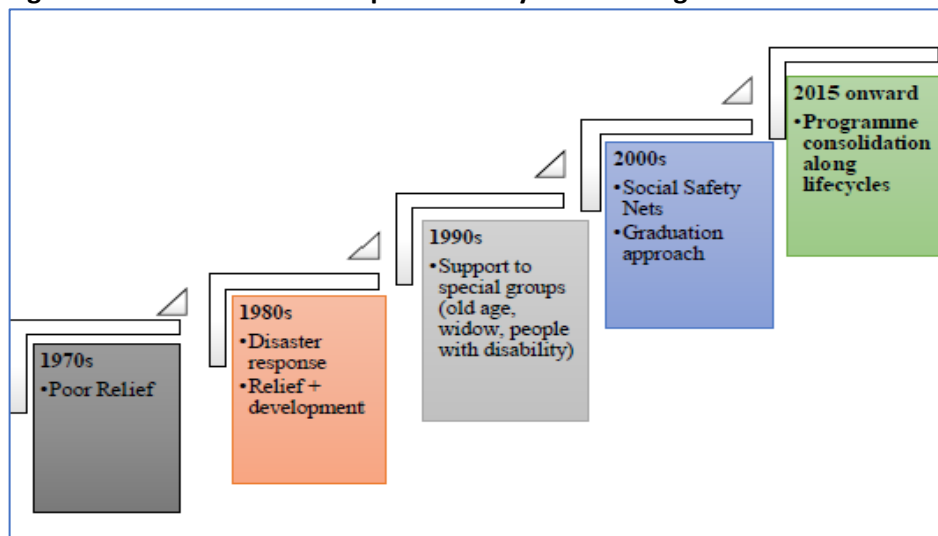 1970s
•Poor Relief
1980s
•Disaster
response
•Relief +
development
1990s
•Support to
special groups
(old age,
widow, people
with disability)
2000s
•Social Safety
Nets
•Graduation
approach
2015 onward
•Programme
consolidation
along
lifecycles